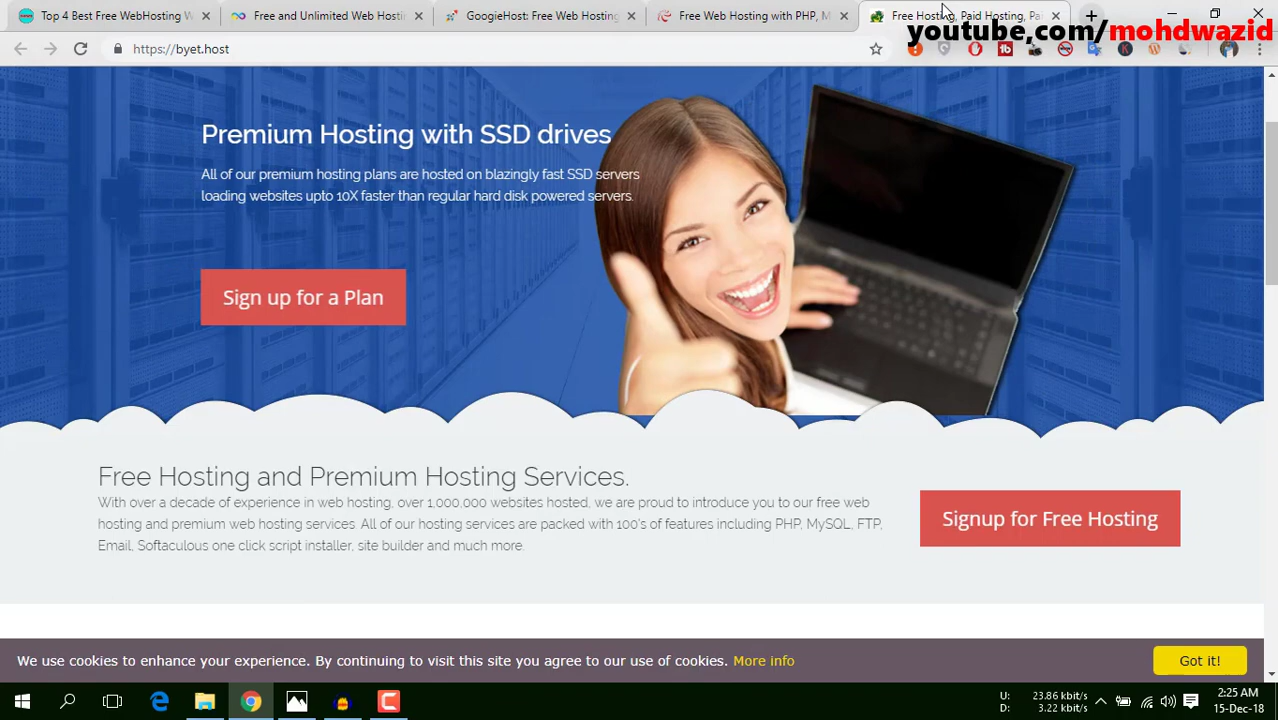 Top 4 Best Free WebHosting W
Free and Unlimited Web Hostin
GoogieHost: Free Web Hosting
Free Web Hosting with PHP, M
Free Hosting, Paid Hosting, Pai
youtube,com/mohdwazid
https://byet.host
Premium Hosting with SSD drives
All of our premium hosting plans are hosted on blazingly fast SSD servers
loading websites upto 10X faster than regular hard disk powered servers.
Sign up for a Plan
Free Hosting and Premium Hosting Services.
With over a decade of experience in web hosting, over 1,000,000 websites hosted, we are proud to introduce you to our free web
hosting and premium web hosting services. All of our hosting services are packed with 100's of features including PHP, MySQL, FTP,
Email, Softaculous one click script installer, site builder and much more.
Signup for Free Hosting
We use cookies to enhance your experience. By continuing to visit this site you agree to our use of cookies. More info
Got it!
U: 23.86 kbit/s
D: 3.22 kbit/s
2:25 AM
15-Dec-18